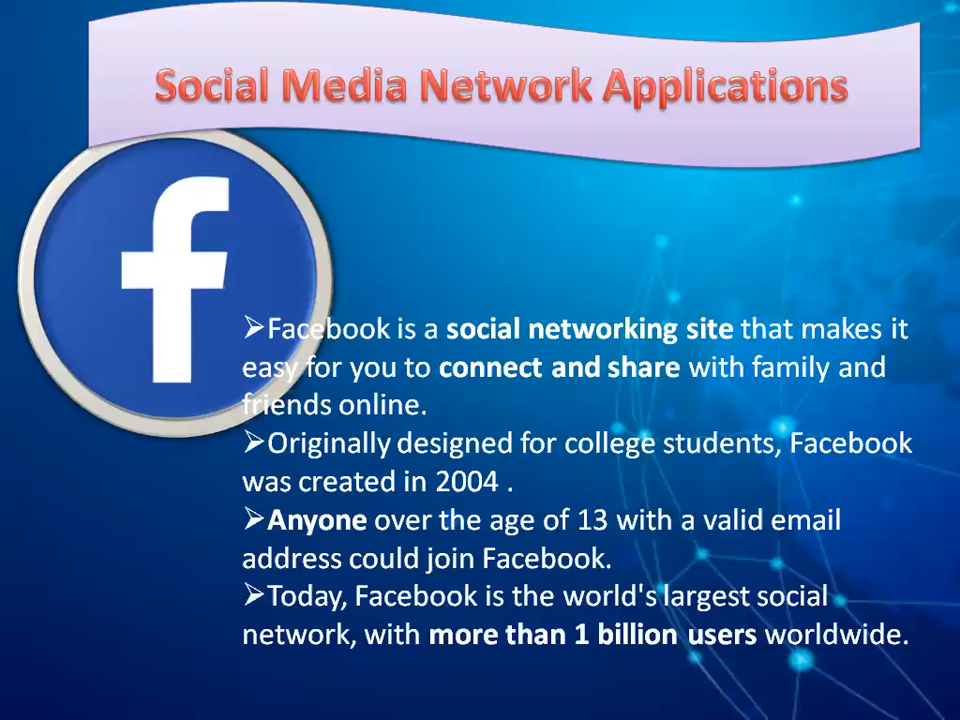 Social Media Network Applications
f
➢Facebook is a social networking site that makes it
easy for you to connect and share with family and
friends online.
➢Originally designed for college students, Facebook
was created in 2004 .
➢Anyone over the age of 13 with a valid email
address could join Facebook.
➢Today, Facebook is the world's largest social
network, with more than 1 billion users worldwide.